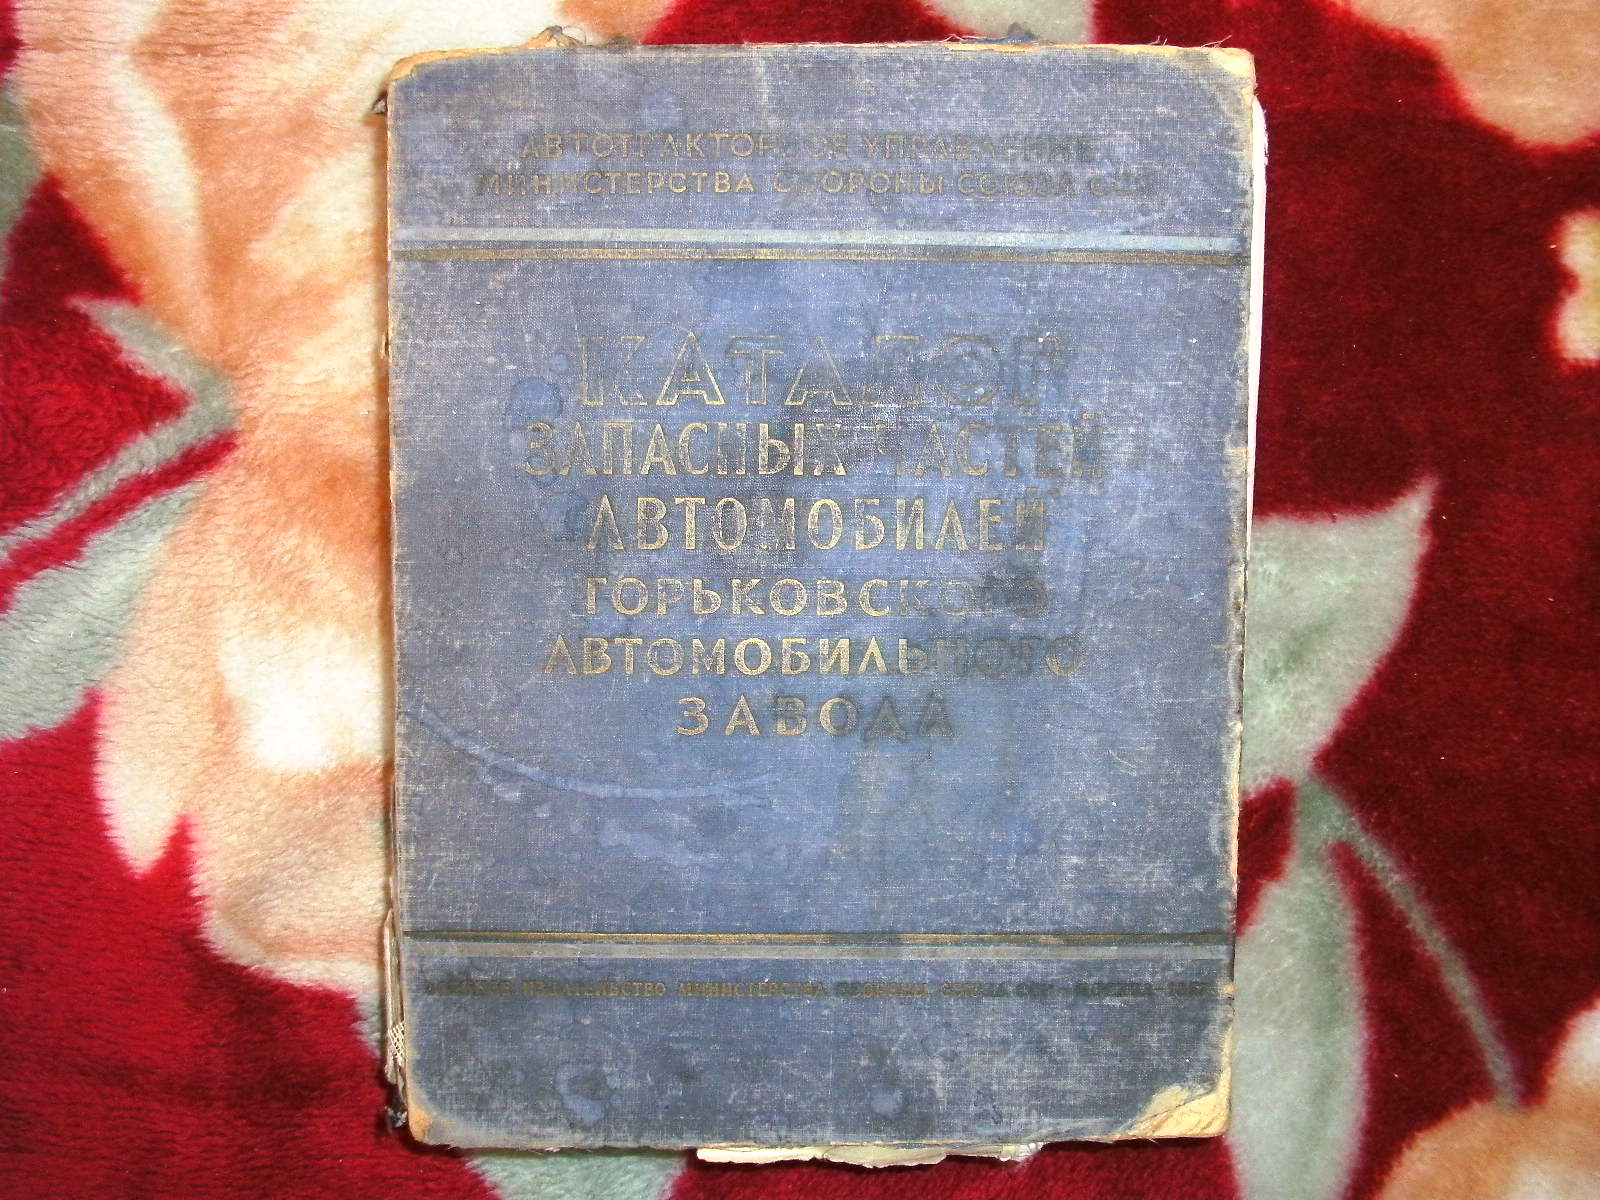 АВТОТРАКТОРНОЕ УПРАВЛЕНИЕ
МИНИСТЕРСТВА ОБОРОНЫ СОЮЗА ССР
КАТАЛОГ
ЗАПАСНЫХ ЧАСТЕЙ
АВТОМОБИЛЕЙ
ГОРЬКОВСКОГО
АВТОМОБИЛЬНОГО
ЗАВОДА
ВОЕННОЕ ИЗДАТЕЛЬСТВО МИНИСТЕРСТВА ОБОРОНЫ СОЮЗА ССР МОСКВА